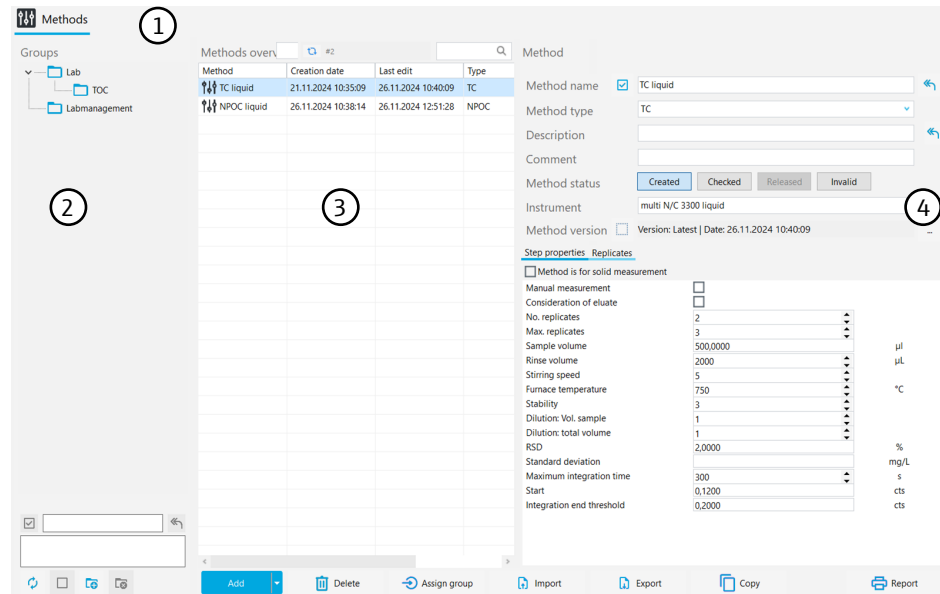 Methods
1
Groups
Lab
TOC
Labmanagement
2
Methods overv
#2
Method Creation date Last edit Type
TC liquid 21.11.2024 10:35:09 26.11.2024 10:40:09 TC
NPOC liquid 26.11.2024 10:38:14 26.11.2024 12:51:28 NPOC
3
Method
Method name TC liquid
Method type TC
Description
Comment
Method status Created Checked Released Invalid
Instrument multi N/C 3300 liquid
4
Method version Version: Latest | Date: 26.11.2024 10:40:09 ...
Step properties Replicates
Method is for solid measurement
Manual measurement
Consideration of eluate
No. replicates 2
Max. replicates 3
Sample volume 500,0000 µl
Rinse volume 2000 µL
Stirring speed 5
Furnace temperature 750 °C
Stability 3
Dilution: Vol. sample 1
Dilution: total volume 1
RSD 2,0000 %
Standard deviation mg/L
Maximum integration time 300 s
Start 0,1200 cts
Integration end threshold 0,2000 cts
Add Delete Assign group Import Export Copy Report